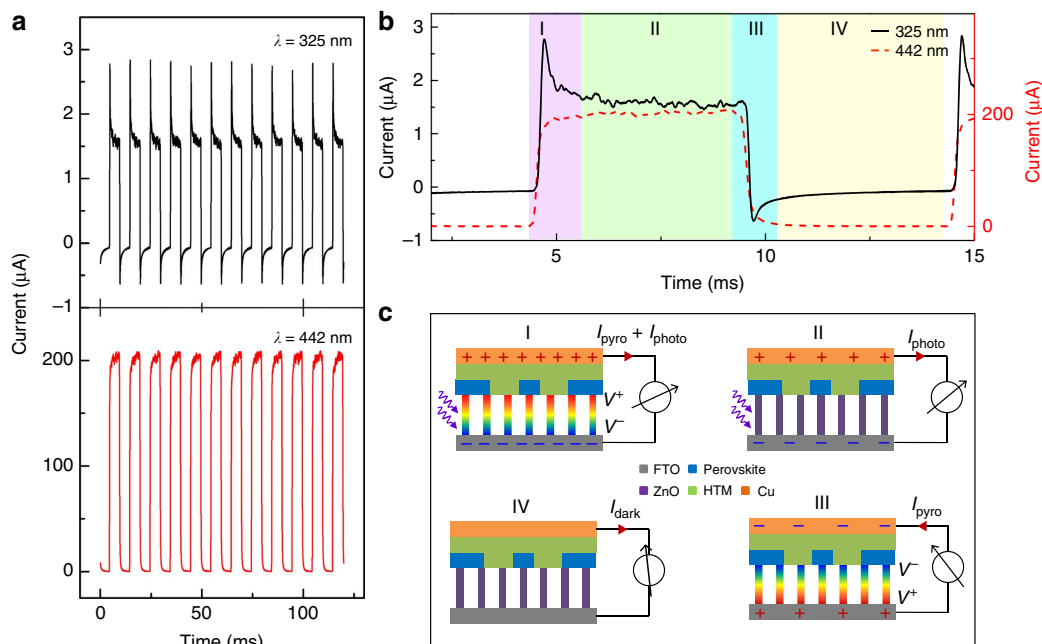 a
λ = 325 nm
3
2
1
0
−1
Current (μA)
λ = 442 nm
200
100
0
0
50
100
Time (ms)
b
I
II
III
IV
325 nm
442 nm
3
2
1
0
−1
Current (μA)
200
0
Current (μA)
5
10
15
Time (ms)
c
I
Ipyro + Iphoto
+ + + + + + + +
V+
V−
− − − − − − − −
II
Iphoto
+ + + + +
− − − − −
FTO
Perovskite
ZnO
HTM
Cu
IV
Idark
III
Ipyro
− − − −
V−
V+
+ + + + +